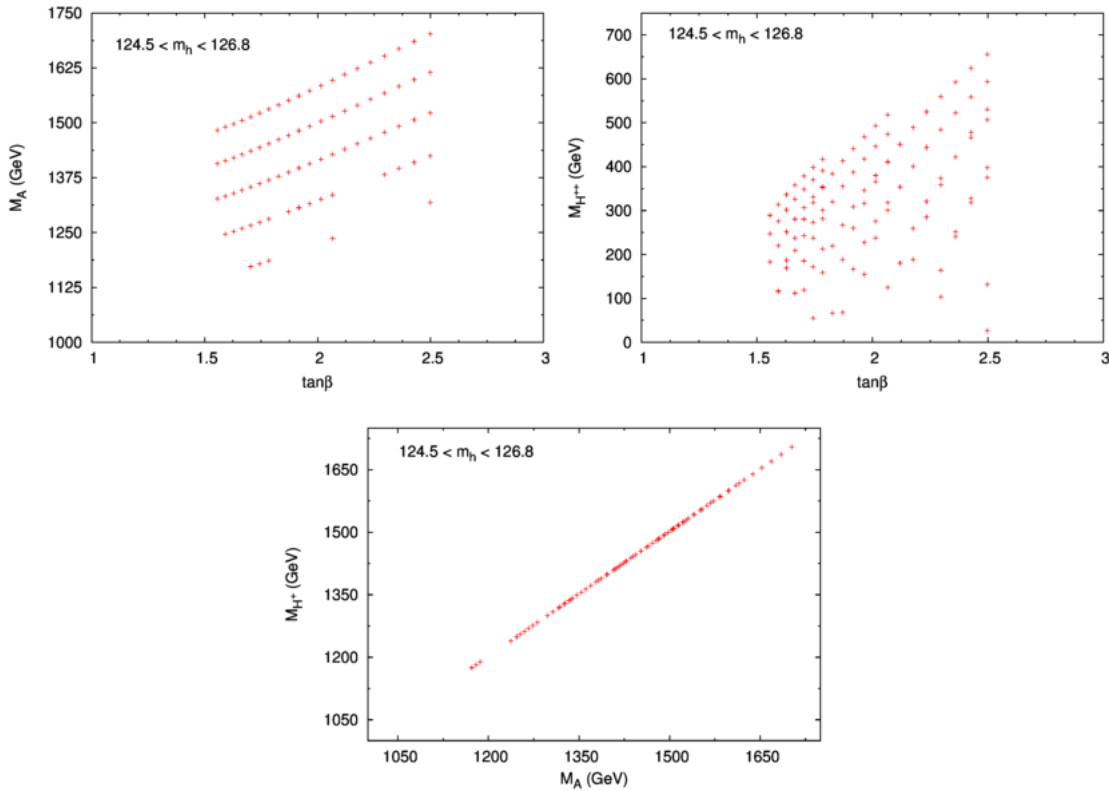 124.5 < m_h < 126.8
M_A (GeV)
1750
1625
1500
1375
1250
1125
1000
1 1.5 2 2.5 3
tanβ
124.5 < m_h < 126.8
M_H^{++} (GeV)
700
600
500
400
300
200
100
0
1 1.5 2 2.5 3
tanβ
124.5 < m_h < 126.8
M_H^+ (GeV)
1650
1500
1350
1200
1050
1050 1200 1350 1500 1650
M_A (GeV)